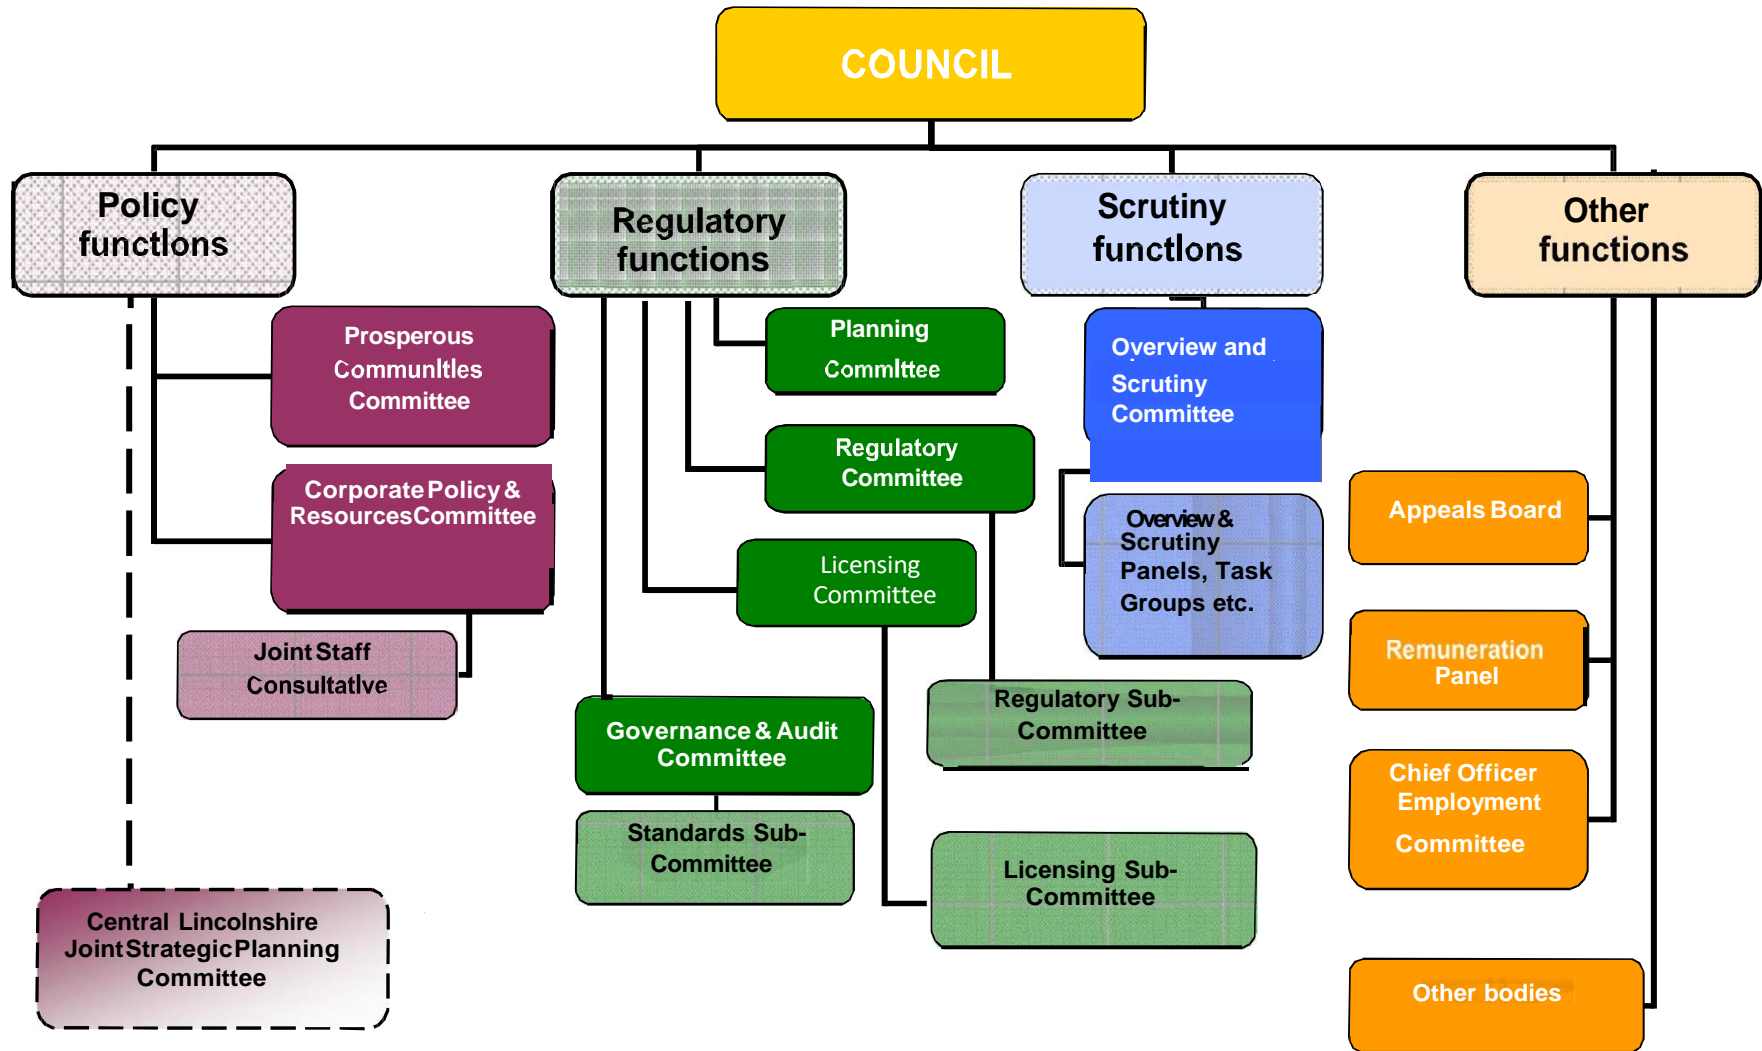 COUNCIL
Policy
functions
Regulatory
functions
Scrutiny
functions
Other
functions
Prosperous
Communities
Committee
Corporate Policy &
Resources Committee
Joint Staff
Consultative
Central Lincolnshire
Joint Strategic Planning
Committee
Planning
Committee
Regulatory
Committee
Licensing
Committee
Governance & Audit
Committee
Standards Sub-
Committee
Regulatory Sub-
Committee
Licensing Sub-
Committee
Overview and
Scrutiny
Committee
Overview &
Scrutiny
Panels, Task
Groups etc.
Appeals Board
Remuneration
Panel
Chief Officer
Employment
Committee
Other bodies